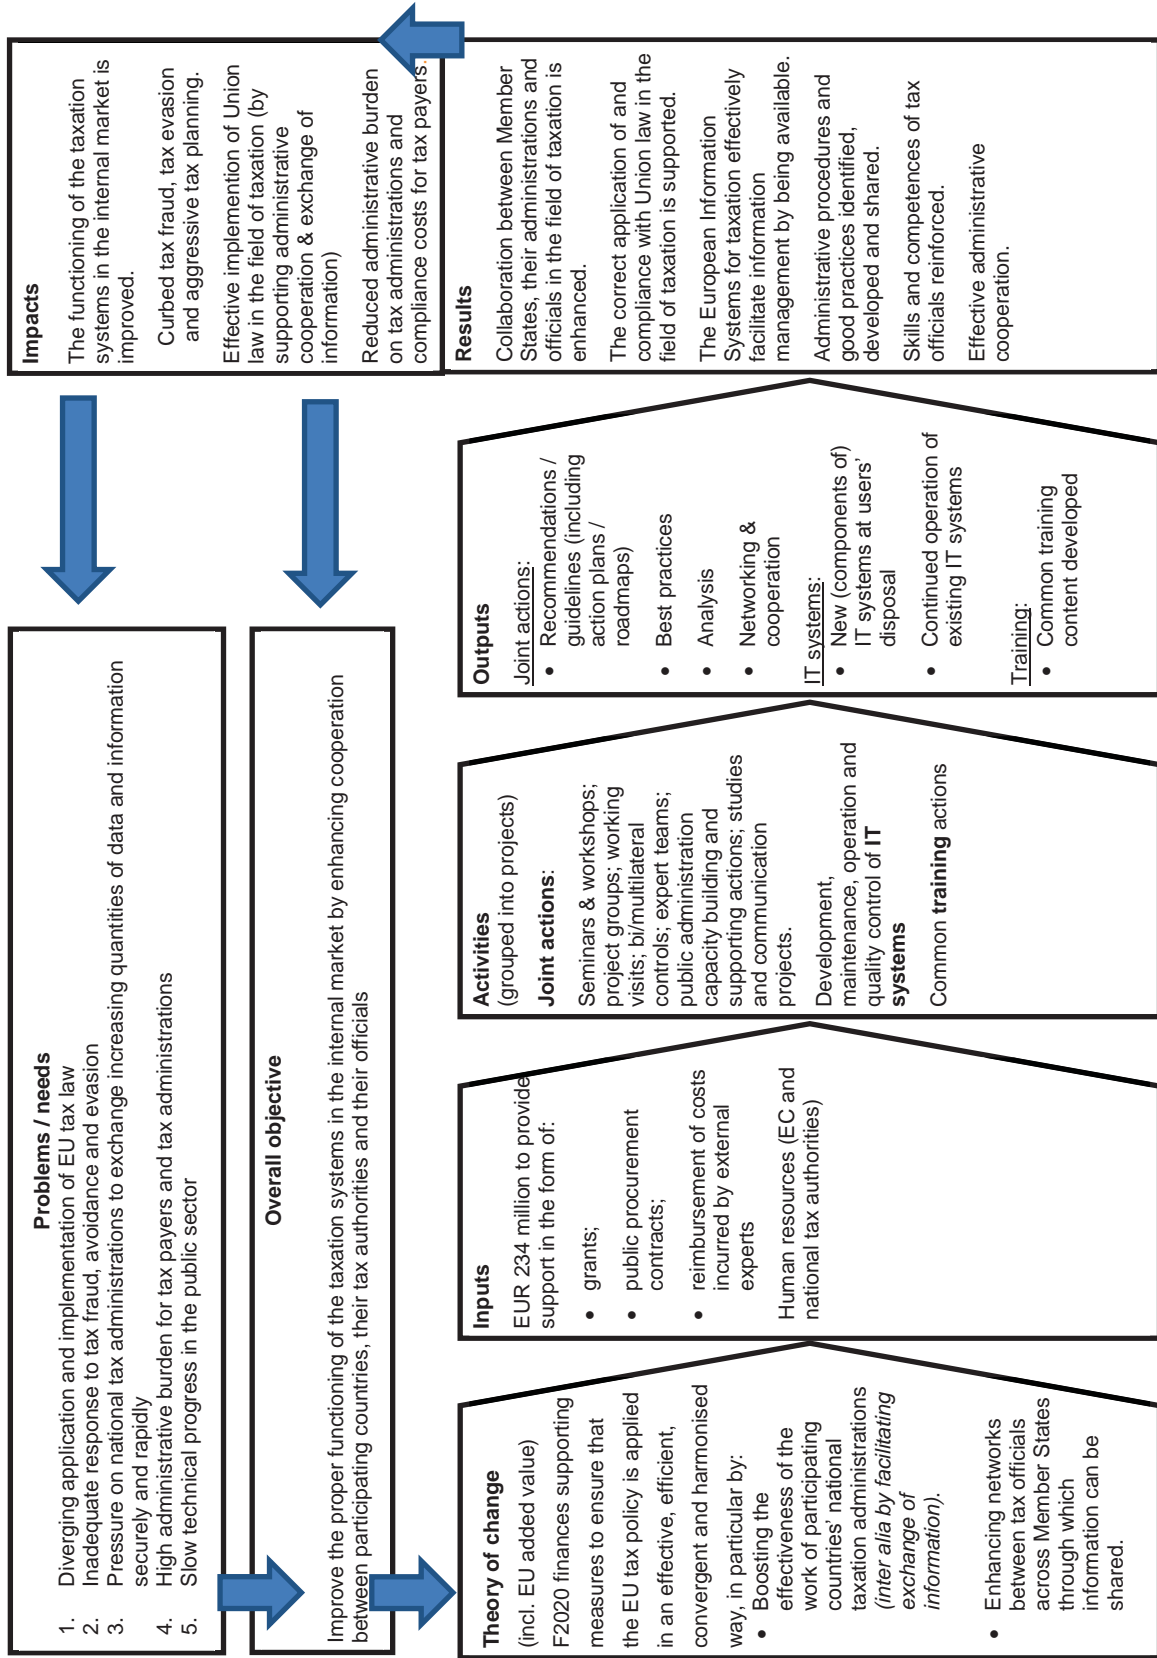 Problems / needs
1. Diverging application and implementation of EU tax law
2. Inadequate response to tax fraud, avoidance and evasion
3. Pressure on national tax administrations to exchange increasing quantities of data and information
securely and rapidly
4. High administrative burden for tax payers and tax administrations
5. Slow technical progress in the public sector
Overall objective
Improve the proper functioning of the taxation systems in the internal market by enhancing cooperation
between participating countries, their tax authorities and their officials
Theory of change
(incl. EU added value)
F2020 finances supporting
measures to ensure that
the EU tax policy is applied
in an effective, efficient,
convergent and harmonised
way, in particular by:
• Boosting the
effectiveness of the
work of participating
countries' national
taxation administrations
(inter alia by facilitating
exchange of
information).
• Enhancing networks
between tax officials
across Member States
through which
information can be
shared.
Inputs
EUR 234 million to provide
support in the form of:
• grants;
• public procurement
contracts;
• reimbursement of costs
incurred by external
experts
Human resources (EC and
national tax authorities)
Activities
(grouped into projects)
Joint actions:
Seminars & workshops;
project groups; working
visits; bi/multilateral
controls; expert teams;
public administration
capacity building and
supporting actions; studies
and communication
projects.
Development,
maintenance, operation and
quality control of IT
systems
Common training actions
Outputs
Joint actions:
• Recommendations /
guidelines (including
action plans /
roadmaps)
• Best practices
• Analysis
• Networking &
cooperation
IT systems:
• New (components of)
IT systems at users'
disposal
• Continued operation of
existing IT systems
Training:
• Common training
content developed
Results
Collaboration between Member
States, their administrations and
officials in the field of taxation is
enhanced.
The correct application of and
compliance with Union law in the
field of taxation is supported.
The European Information
Systems for taxation effectively
facilitate information
management by being available.
Administrative procedures and
good practices identified,
developed and shared.
Skills and competences of tax
officials reinforced.
Effective administrative
cooperation.
Impacts
The functioning of the taxation
systems in the internal market is
improved.
Curbed tax fraud, tax evasion
and aggressive tax planning.
Effective implemention of Union
law in the field of taxation (by
supporting administrative
cooperation & exchange of
information)
Reduced administrative burden
on tax administrations and
compliance costs for tax payers.